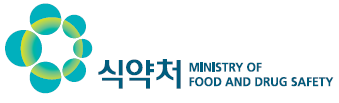 식약처
MINISTRY OF
FOOD AND DRUG SAFETY